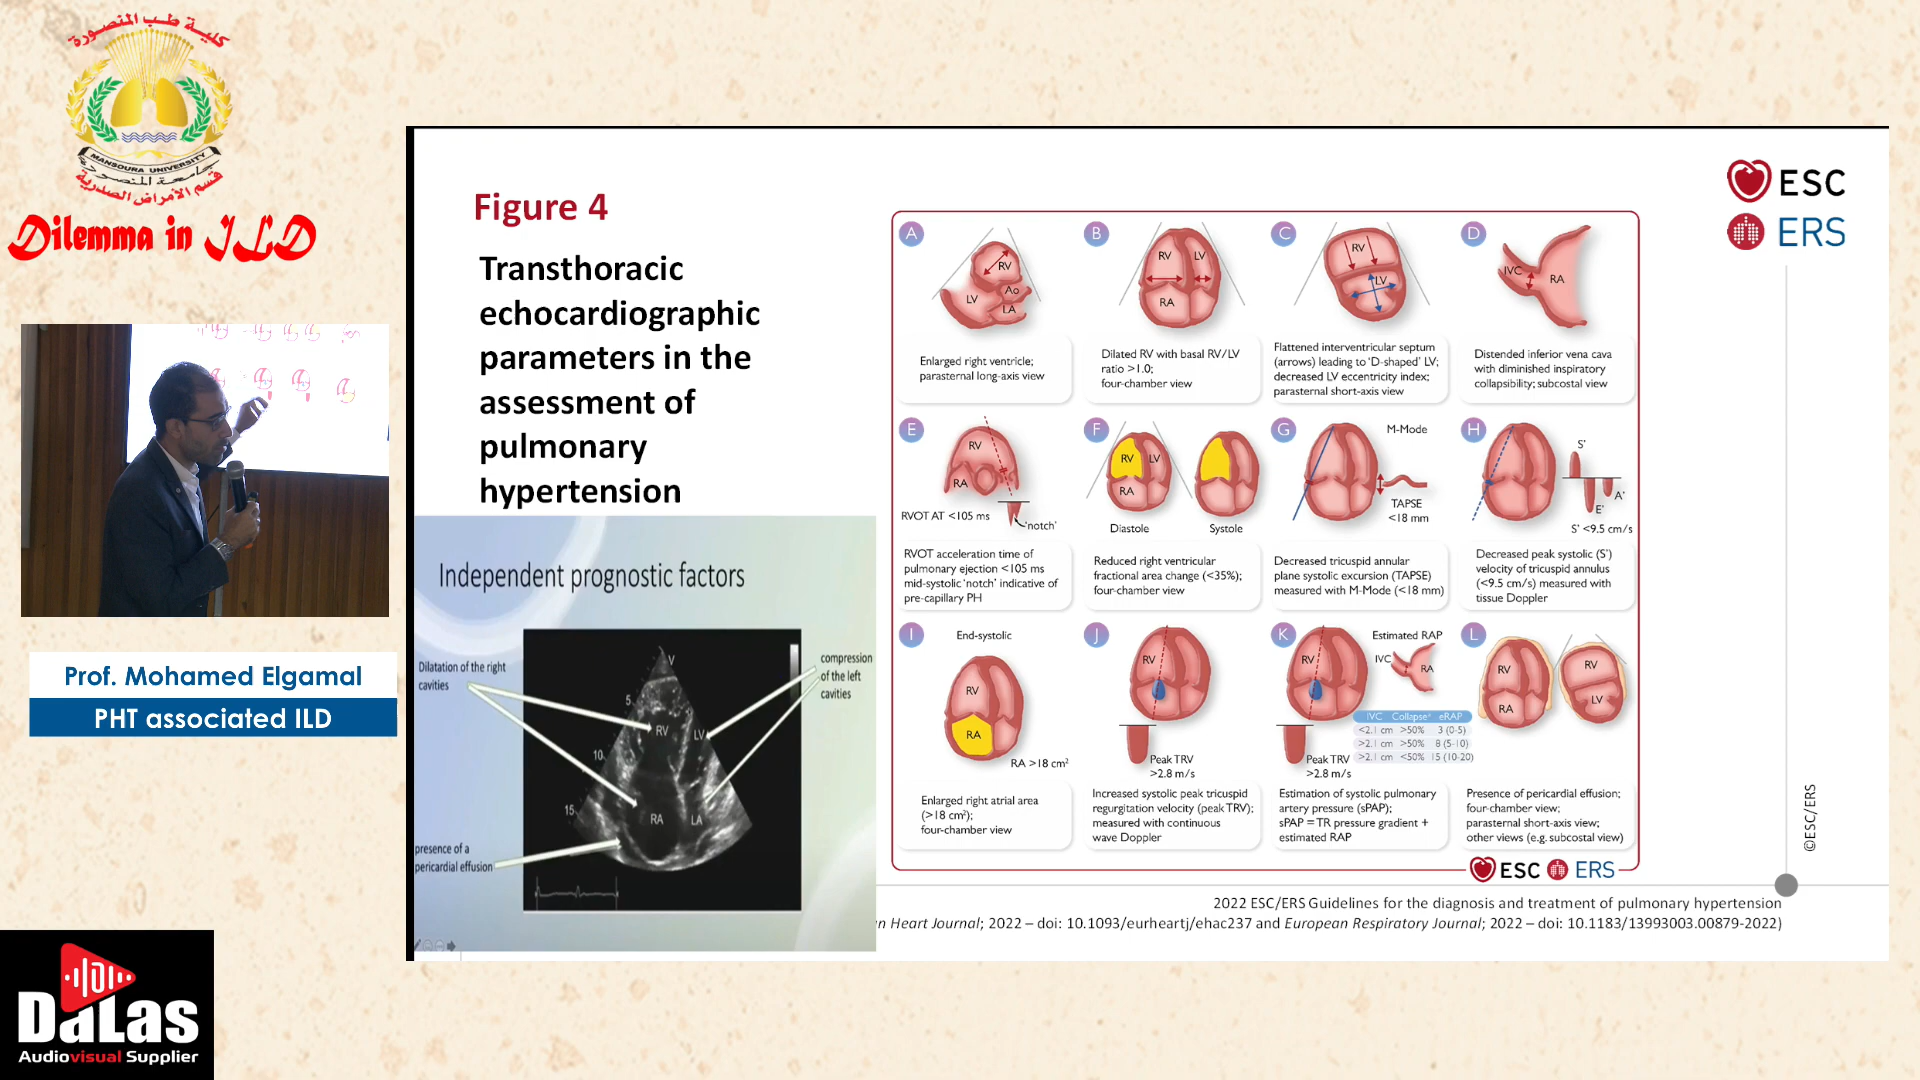 كلية طب المنصورة
MANSOURA UNIVERSITY
جامعة المنصورة
قسم الأمراض الصدرية
Dilemma in ILD
Prof. Mohamed Elgamal
PHT associated ILD
DaLas
Audiovisual Supplier
ESC
ERS
Figure 4
Transthoracic
echocardiographic
parameters in the
assessment of
pulmonary
hypertension
Independent prognostic factors
Dilatation of the right
cavities
compression
of the left
cavities
presence of a
pericardial effusion
V
5
10
15
RV
LV
RA
LA
A
RV
LV
Ao
LA
Enlarged right ventricle;
parasternal long-axis view
B
RV
LV
RA
Dilated RV with basal RV/LV
ratio >1.0;
four-chamber view
C
RV
LV
Flattened interventricular septum
(arrows) leading to ‘D-shaped’ LV;
decreased LV eccentricity index;
parasternal short-axis view
D
IVC
RA
Distended inferior vena cava
with diminished inspiratory
collapsibility; subcostal view
E
RV
RA
RVOT AT <105 ms
‘notch’
RVOT acceleration time of
pulmonary ejection <105 ms
mid-systolic ‘notch’ indicative of
pre-capillary PH
F
RV
LV
RA
Diastole
Systole
Reduced right ventricular
fractional area change (<35%);
four-chamber view
G
M-Mode
TAPSE
<18 mm
Decreased tricuspid annular
plane systolic excursion (TAPSE)
measured with M-Mode (<18 mm)
H
S’
A’
E’
S’ <9.5 cm/s
Decreased peak systolic (S’)
velocity of tricuspid annulus
(<9.5 cm/s) measured with
tissue Doppler
I
End-systolic
RV
RA
RA >18 cm²
Enlarged right atrial area
(>18 cm²);
four-chamber view
J
RV
Peak TRV
>2.8 m/s
Increased systolic peak tricuspid
regurgitation velocity (peak TRV);
measured with continuous
wave Doppler
K
Estimated RAP
RV
IVC
RA
IVC Collapse* eRAP
<2.1 cm >50% 3 (0-5)
>2.1 cm >50% 8 (5-10)
>2.1 cm <50% 15 (10-20)
Peak TRV
>2.8 m/s
Estimation of systolic pulmonary
artery pressure (sPAP);
sPAP = TR pressure gradient +
estimated RAP
L
RV
RA
RV
LV
Presence of pericardial effusion;
four-chamber view;
parasternal short-axis view;
other views (e.g. subcostal view)
ESC ERS
©ESC/ERS
2022 ESC/ERS Guidelines for the diagnosis and treatment of pulmonary hypertension
Heart Journal; 2022 – doi: 10.1093/eurheartj/ehac237 and European Respiratory Journal; 2022 – doi: 10.1183/13993003.00879-2022)